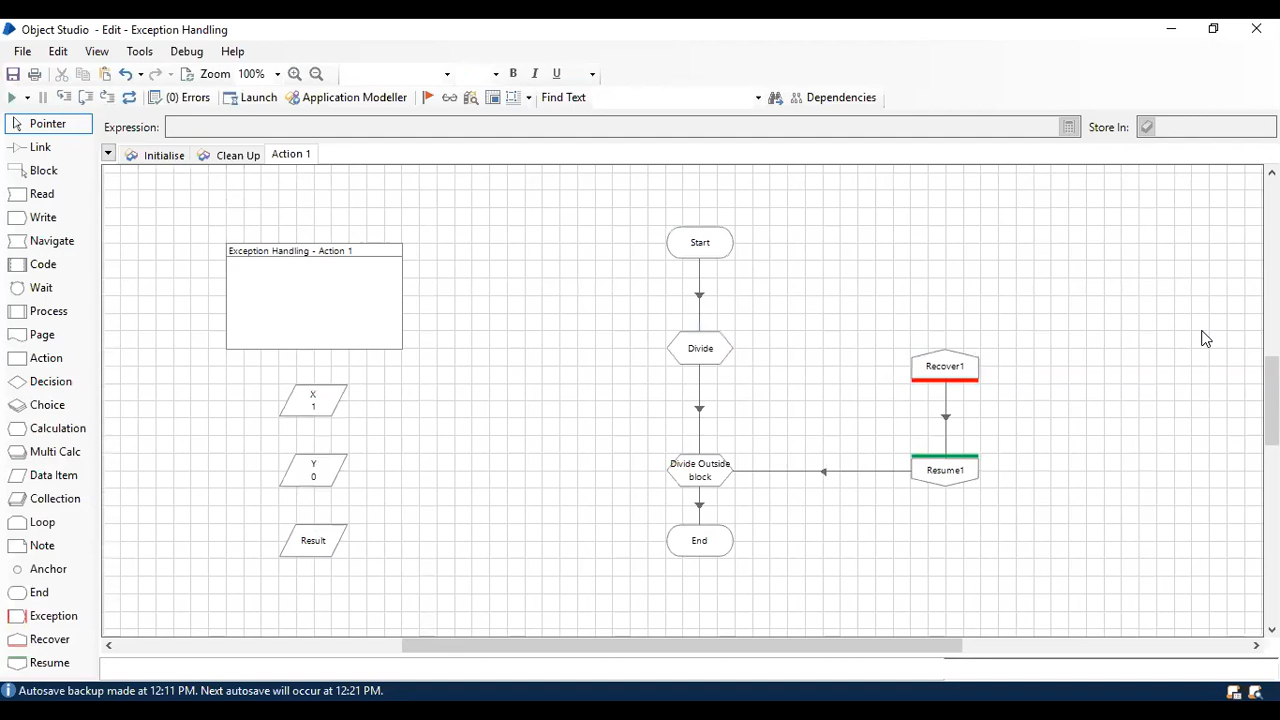 Object Studio - Edit - Exception Handling
File Edit View Tools Debug Help
Zoom 100% B I U
(0) Errors Launch Application Modeller Find Text Dependencies
Pointer
Expression: Store In:
Link
Initialise Clean Up Action 1
Block
Read
Write
Navigate
Code
Wait
Process
Page
Action
Decision
Choice
Calculation
Multi Calc
Data Item
Collection
Loop
Note
Anchor
End
Exception
Recover
Resume
Exception Handling - Action 1
X
1
Y
0
Result
Start
Divide
Divide Outside
block
End
Recover1
Resume1
Autosave backup made at 12:11 PM. Next autosave will occur at 12:21 PM.